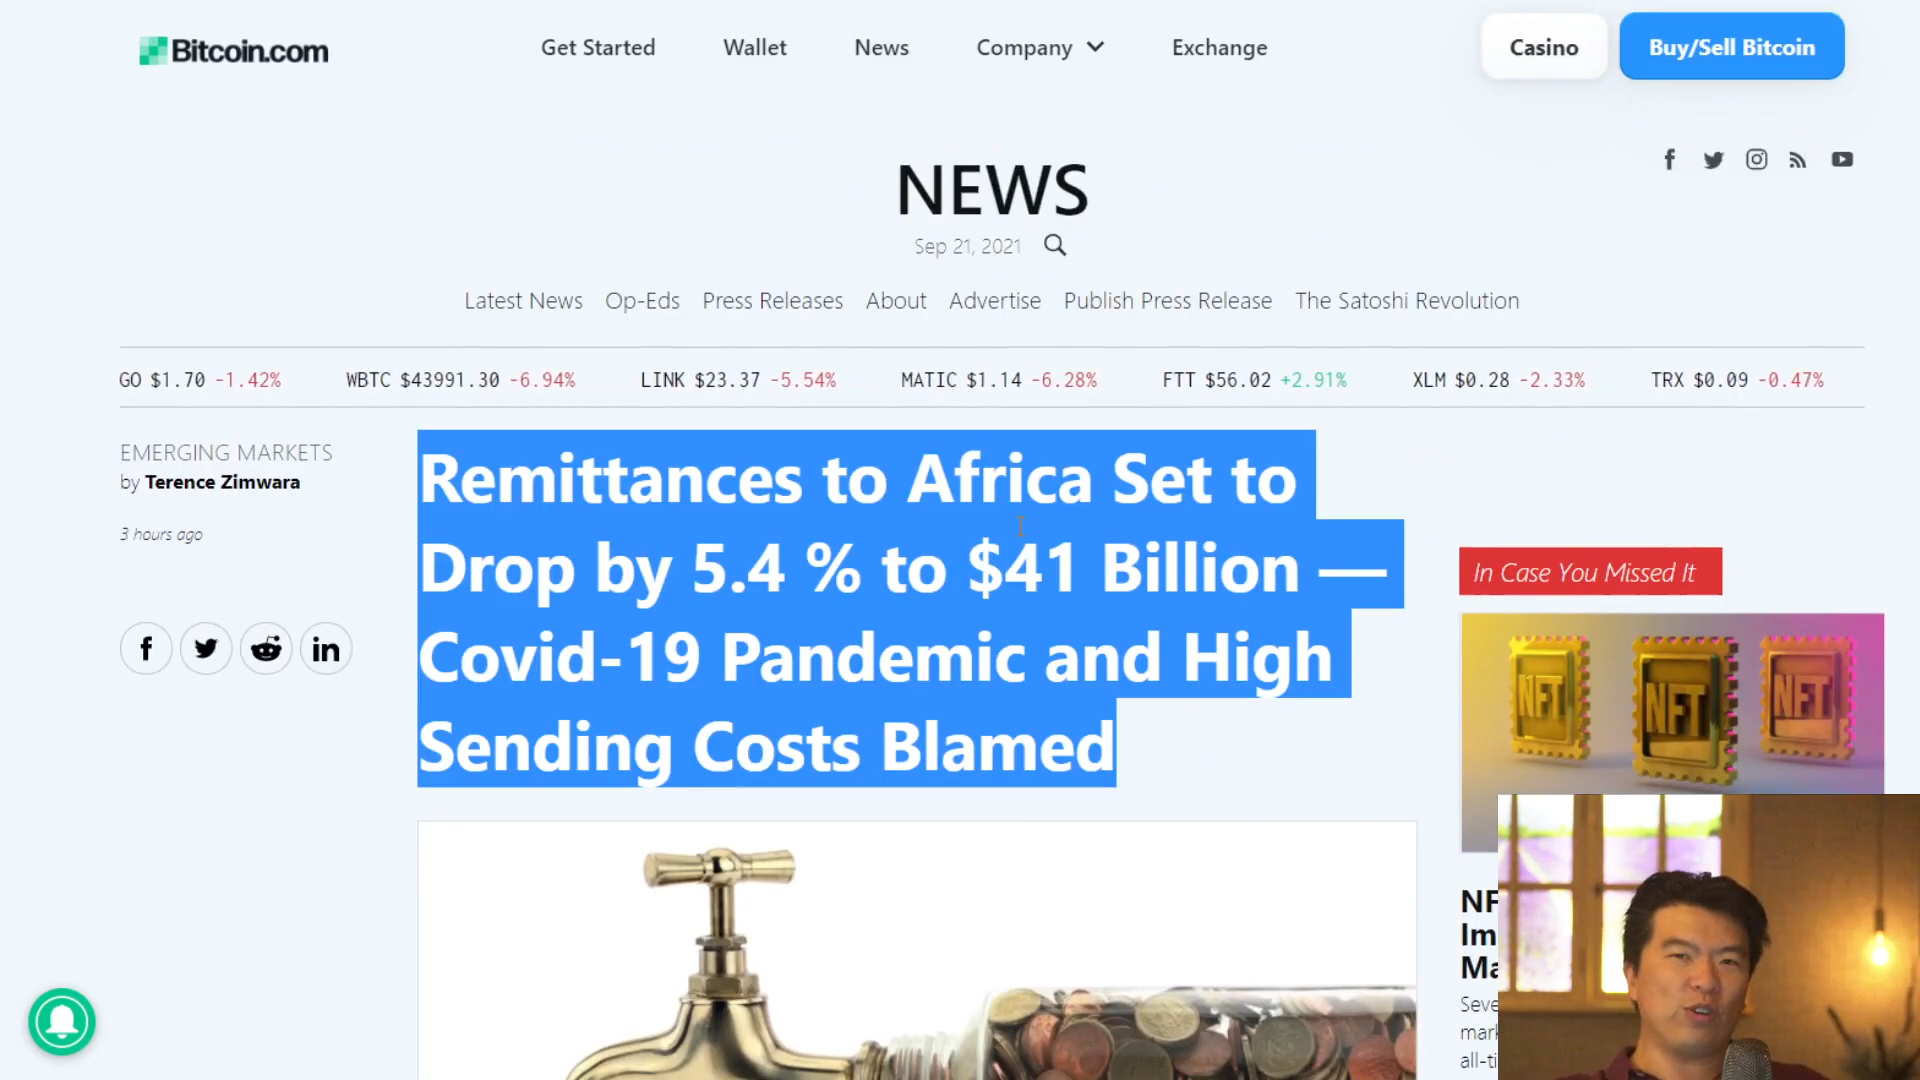 Bitcoin.com
Get Started
Wallet
News
Company
Exchange
Casino
Buy/Sell Bitcoin
NEWS
Sep 21, 2021
Latest News
Op-Eds
Press Releases
About
Advertise
Publish Press Release
The Satoshi Revolution
GO $1.70 -1.42%
WBTC $43991.30 -6.94%
LINK $23.37 -5.54%
MATIC $1.14 -6.28%
FTT $56.02 +2.91%
XLM $0.28 -2.33%
TRX $0.09 -0.47%
EMERGING MARKETS
by Terence Zimwara
3 hours ago
Remittances to Africa Set to
Drop by 5.4 % to $41 Billion —
Covid-19 Pandemic and High
Sending Costs Blamed
In Case You Missed It
NFT
NFT
NFT